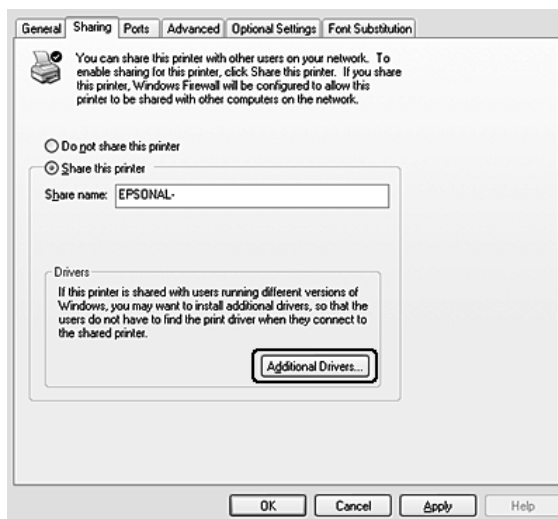 General Sharing Ports Advanced Optional Settings Font Substitution
You can share this printer with other users on your network. To
enable sharing for this printer, click Share this printer. If you share
this printer, Windows Firewall will be configured to allow this
printer to be shared with other computers on the network.
Do not share this printer
Share this printer
Share name: EPSONAL-
Drivers
If this printer is shared with users running different versions of
Windows, you may want to install additional drivers, so that the
users do not have to find the print driver when they connect to
the shared printer.
Additional Drivers...
OK Cancel Apply Help